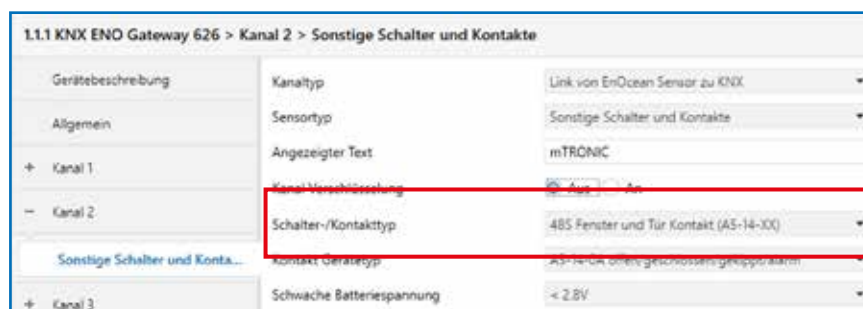 1.1.1 KNX ENO Gateway 626 > Kanal 2 > Sonstige Schalter und Kontakte
Gerätebeschreibung
Allgemein
+ Kanal 1
– Kanal 2
Sonstige Schalter und Konta...
+ Kanal 3
Kanaltyp Link von EnOcean Sensor zu KNX
Sensortyp Sonstige Schalter und Kontakte
Angezeigter Text mTRONIC
Kanal Verschlüsselung Aus An
Schalter-/Kontakttyp 4BS Fenster und Tür Kontakt (A5-14-XX)
Kontakt Gerätetyp A5-14-0A offen/geschlossen/gekippt/alarm
Schwache Batteriespannung < 2.8V